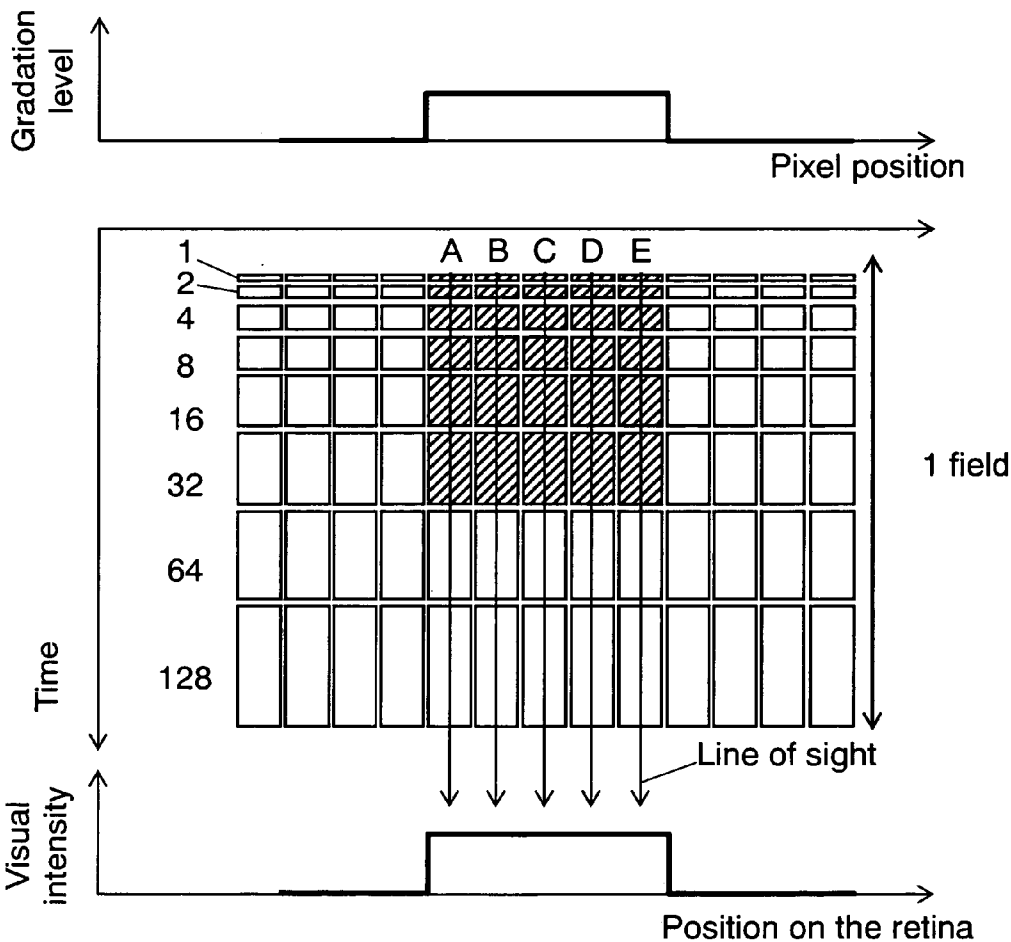 Gradation
level
Pixel position
A B C D E
1
2
4
8
16
32
64
128
1 field
Time
Line of sight
Visual
intensity
Position on the retina